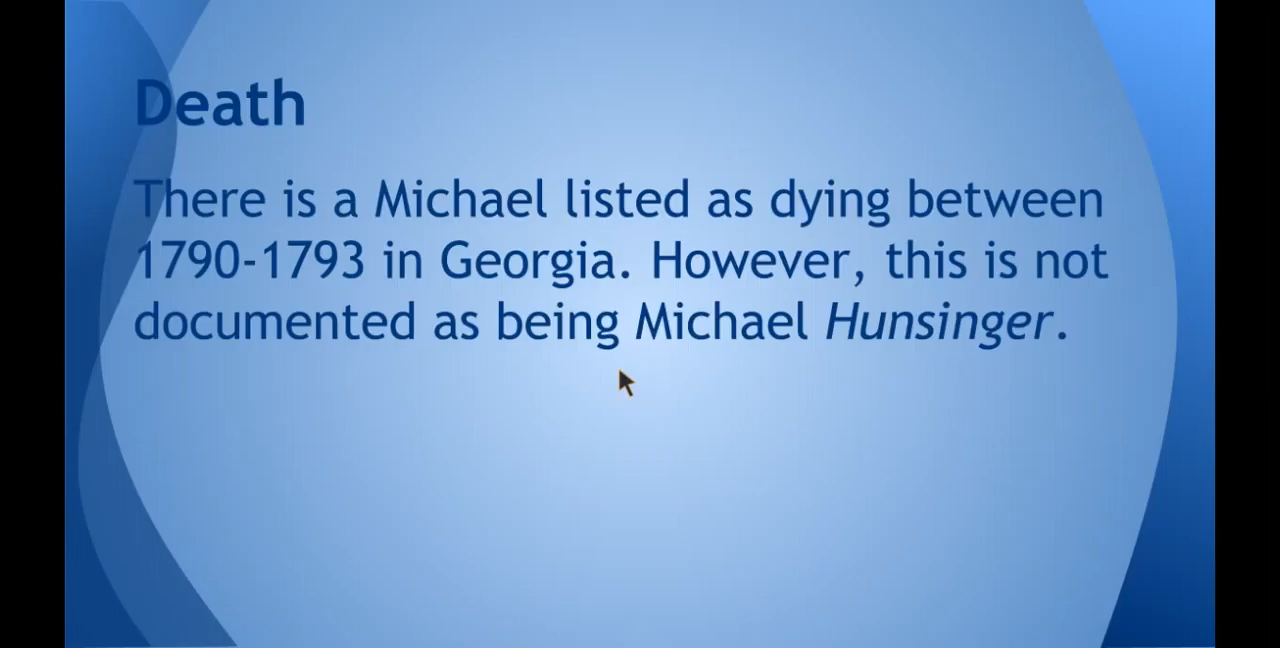 Death
There is a Michael listed as dying between
1790-1793 in Georgia. However, this is not
documented as being Michael Hunsinger.